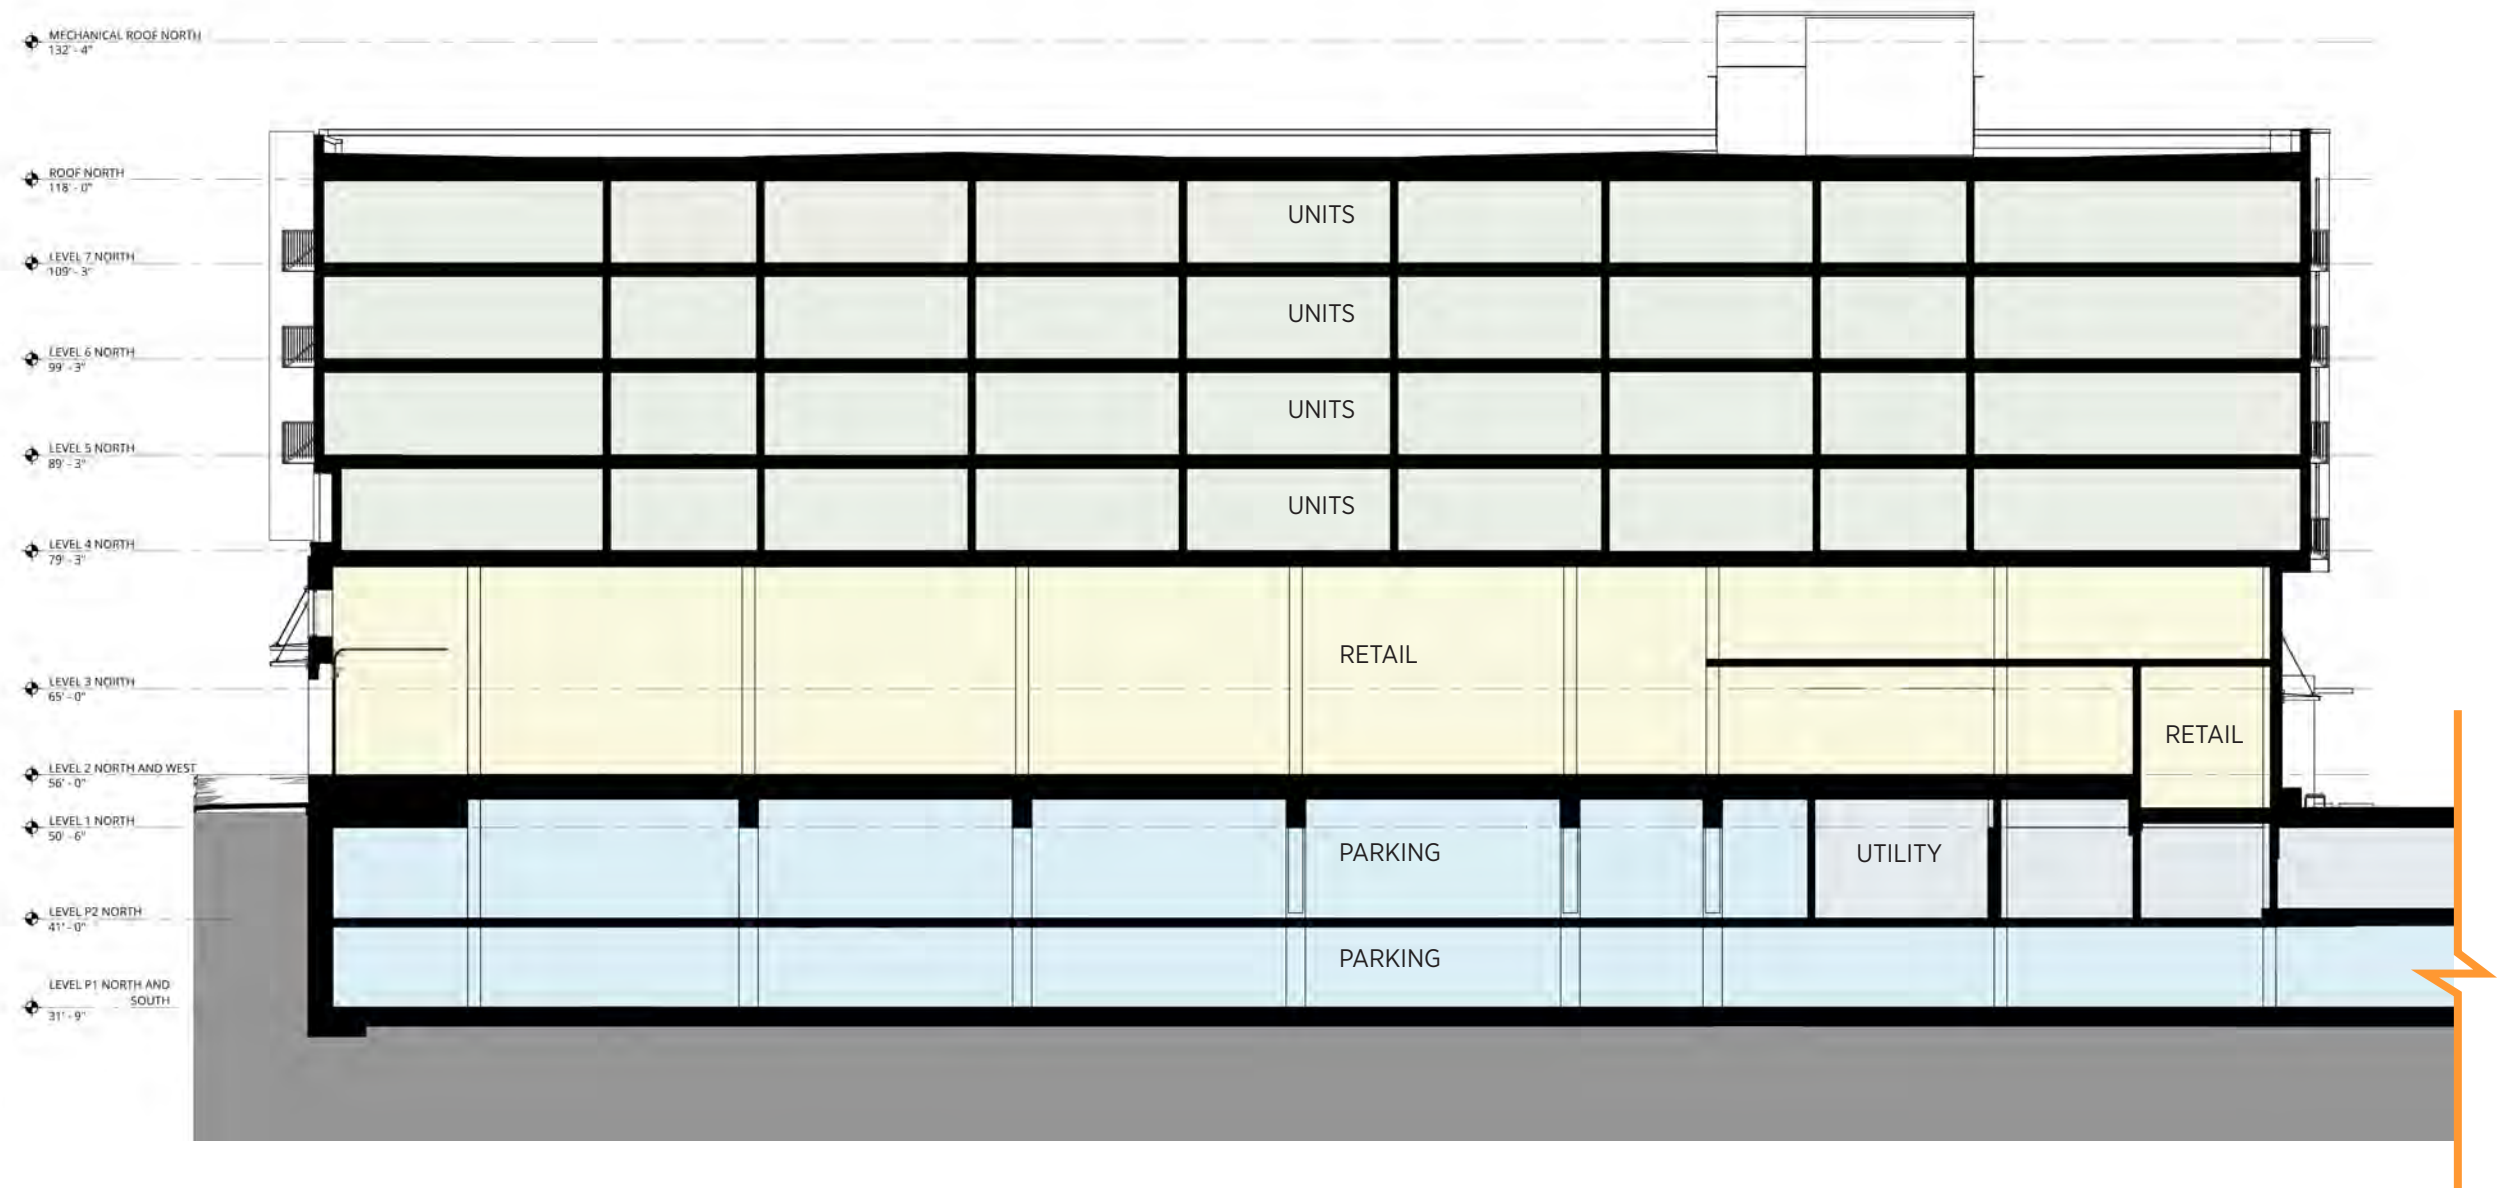 MECHANICAL ROOF NORTH
132' - 4"
ROOF NORTH
118' - 0"
UNITS
LEVEL 7 NORTH
109' - 3"
UNITS
LEVEL 6 NORTH
99' - 3"
UNITS
LEVEL 5 NORTH
89' - 3"
UNITS
LEVEL 4 NORTH
79' - 3"
RETAIL
LEVEL 3 NORTH
65' - 0"
RETAIL
LEVEL 2 NORTH AND WEST
56' - 0"
LEVEL 1 NORTH
50' - 6"
PARKING
UTILITY
LEVEL P2 NORTH
41' - 0"
PARKING
LEVEL P1 NORTH AND
SOUTH
31' - 9"